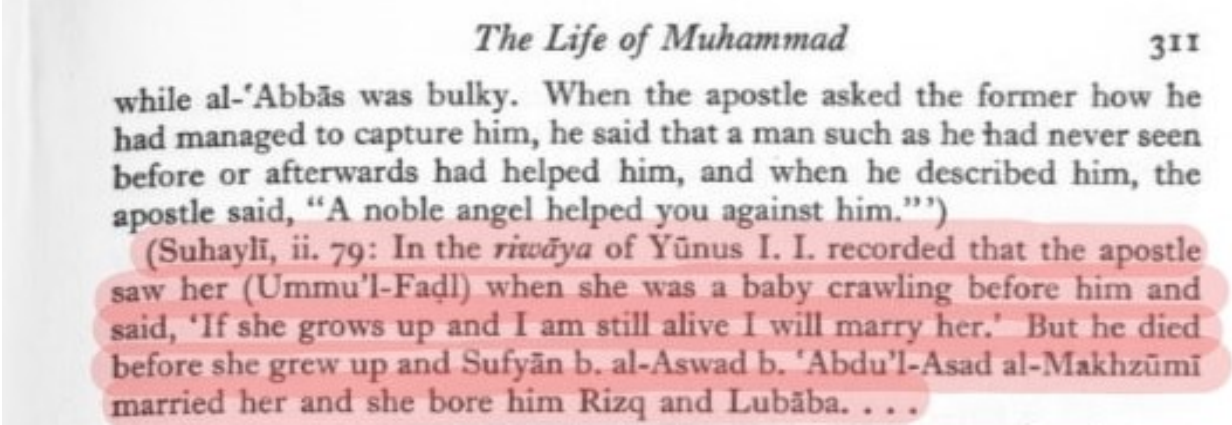 The Life of Muhammad 311
while al-ʿAbbās was bulky. When the apostle asked the former how he
had managed to capture him, he said that a man such as he had never seen
before or afterwards had helped him, and when he described him, the
apostle said, “A noble angel helped you against him.”’)
(Suhaylī, ii. 79: In the riwāya of Yūnus I. I. recorded that the apostle
saw her (Ummu’l-Faḍl) when she was a baby crawling before him and
said, ‘If she grows up and I am still alive I will marry her.’ But he died
before she grew up and Sufyān b. al-Aswad b. ʿAbdu’l-Asad al-Makhzūmī
married her and she bore him Rizq and Lubāba. . . .